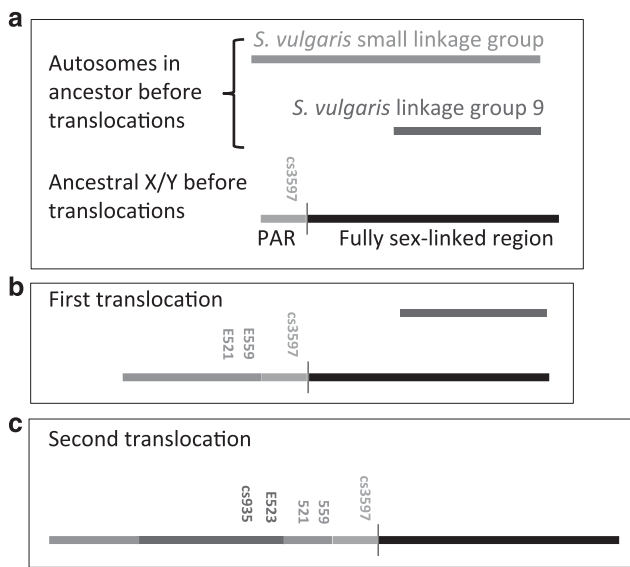 a
S. vulgaris small linkage group
Autosomes in
ancestor before
translocations
S. vulgaris linkage group 9
cs3597
Ancestral X/Y before
translocations
PAR
Fully sex-linked region
b
First translocation
E521
E559
cs3597
c
Second translocation
cs935
E523
521
559
cs3597